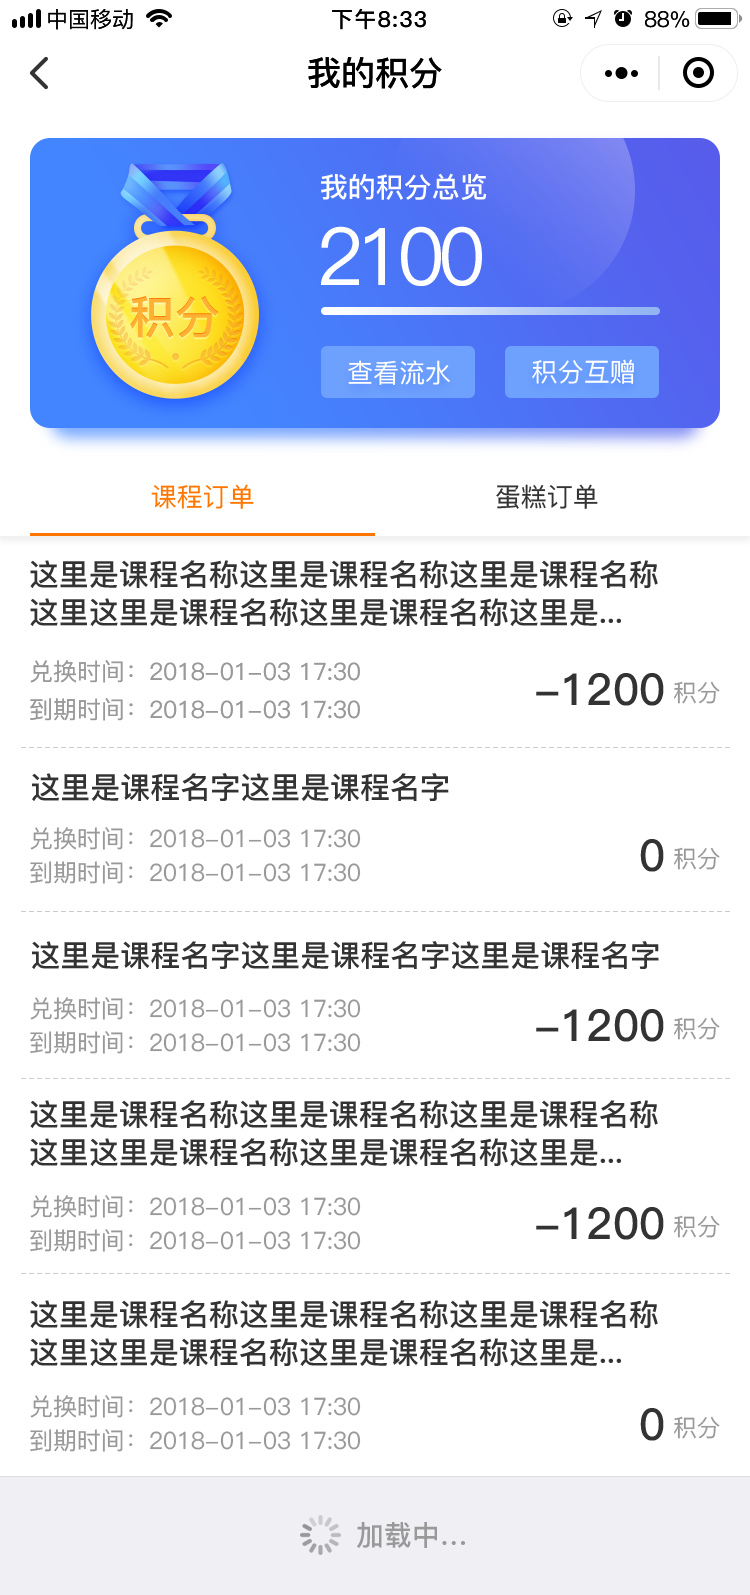 中国移动
下午8:33
88%
我的积分
积分
我的积分总览
2100
查看流水
积分互赠
课程订单
蛋糕订单
这里是课程名称这里是课程名称这里是课程名称
这里这里是课程名称这里是课程名称这里是...
兑换时间：2018-01-03 17:30
到期时间：2018-01-03 17:30
-1200 积分
这里是课程名字这里是课程名字
兑换时间：2018-01-03 17:30
到期时间：2018-01-03 17:30
0 积分
这里是课程名字这里是课程名字这里是课程名字
兑换时间：2018-01-03 17:30
到期时间：2018-01-03 17:30
-1200 积分
这里是课程名称这里是课程名称这里是课程名称
这里这里是课程名称这里是课程名称这里是...
兑换时间：2018-01-03 17:30
到期时间：2018-01-03 17:30
-1200 积分
这里是课程名称这里是课程名称这里是课程名称
这里这里是课程名称这里是课程名称这里是...
兑换时间：2018-01-03 17:30
到期时间：2018-01-03 17:30
0 积分
加载中...